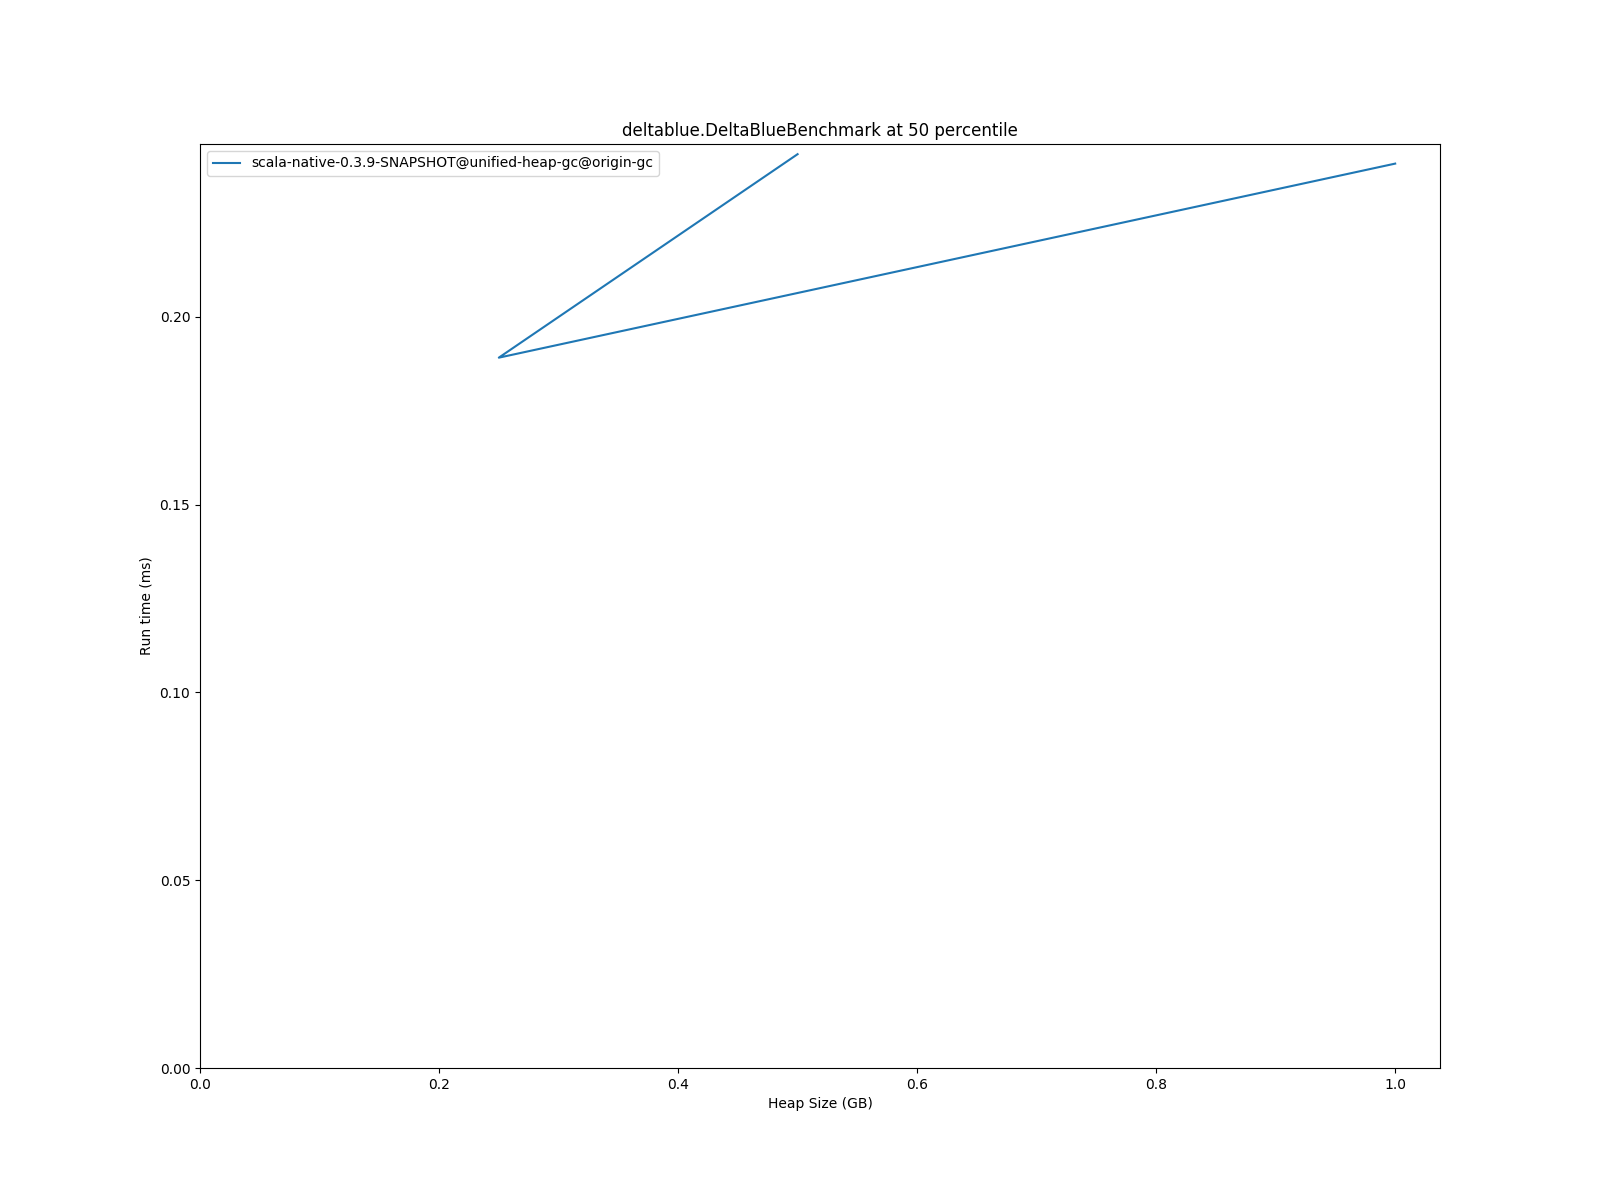 deltablue.DeltaBlueBenchmark at 50 percentile
scala-native-0.3.9-SNAPSHOT@unified-heap-gc@origin-gc
0.20
0.15
0.10
0.05
0.00
Run time (ms)
0.0 0.2 0.4 0.6 0.8 1.0
Heap Size (GB)